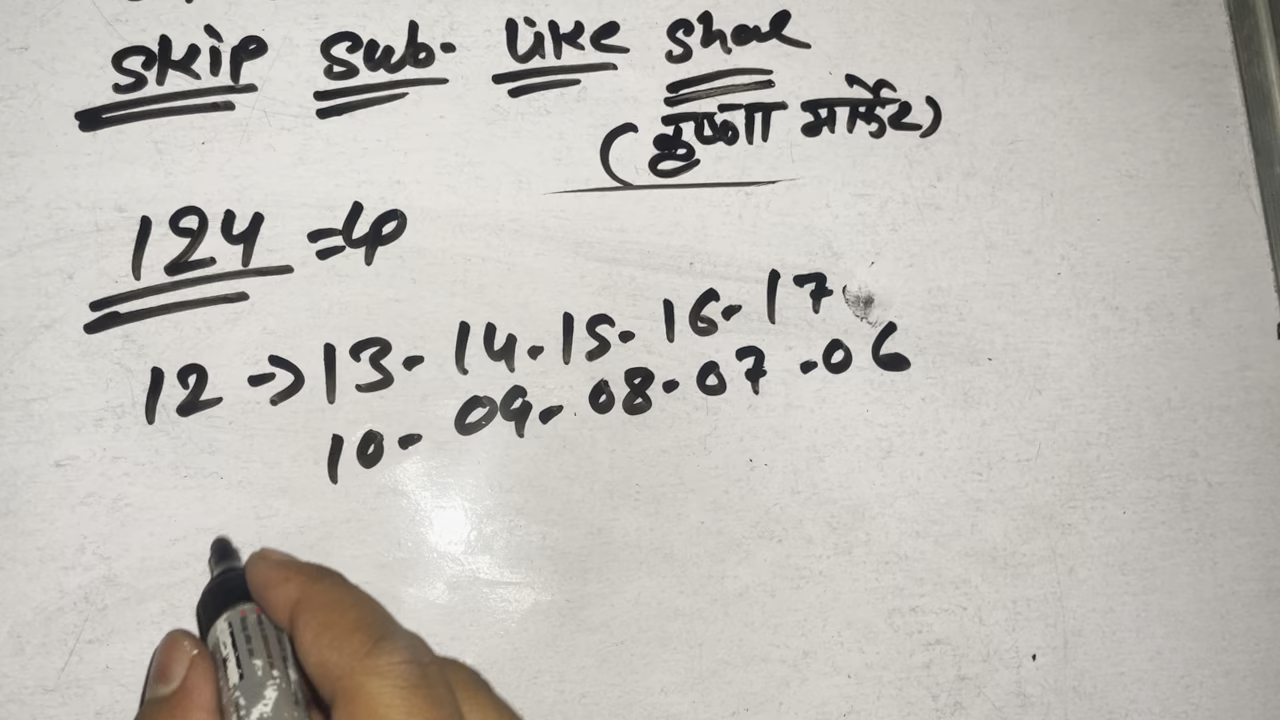 Skip Sub- Like Shae
(कृष्णा मार्केट)
124 =4
12 → 13- 14.15- 16- 17
10- 09- 08-07 .06